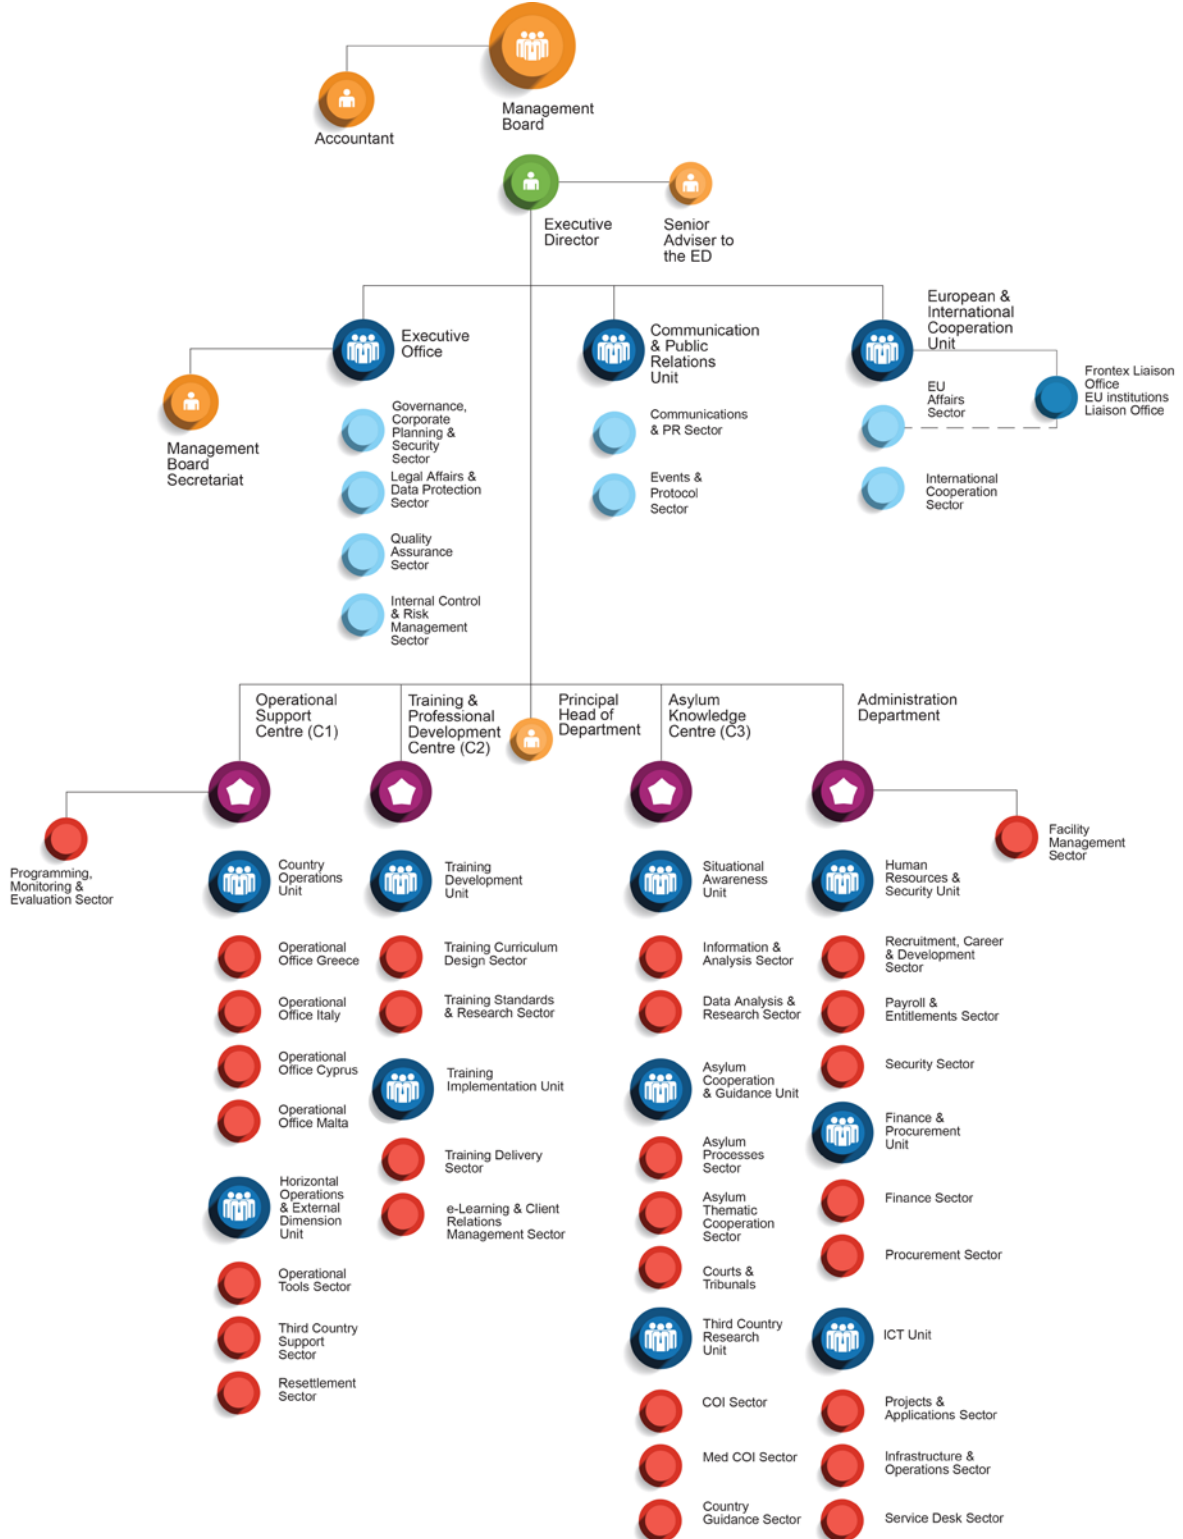 Management
Board
Accountant
Executive
Director
Senior
Adviser to
the ED
Executive
Office
Communication
& Public
Relations
Unit
European &
International
Cooperation
Unit
Management
Board
Secretariat
Governance,
Corporate
Planning &
Security
Sector
Legal Affairs &
Data Protection
Sector
Quality
Assurance
Sector
Internal Control
& Risk
Management
Sector
Communications
& PR Sector
Events &
Protocol
Sector
EU
Affairs
Sector
International
Cooperation
Sector
Frontex Liaison
Office
EU institutions
Liaison Office
Operational
Support
Centre (C1)
Training &
Professional
Development
Centre (C2)
Principal
Head of
Department
Asylum
Knowledge
Centre (C3)
Administration
Department
Programming,
Monitoring &
Evaluation Sector
Country
Operations
Unit
Operational
Office Greece
Operational
Office Italy
Operational
Office Cyprus
Operational
Office Malta
Horizontal
Operations
& External
Dimension
Unit
Operational
Tools Sector
Third Country
Support
Sector
Resettlement
Sector
Training
Development
Unit
Training Curriculum
Design Sector
Training Standards
& Research Sector
Training
Implementation Unit
Training Delivery
Sector
e-Learning & Client
Relations
Management Sector
Situational
Awareness
Unit
Information &
Analysis Sector
Data Analysis &
Research Sector
Asylum
Cooperation
& Guidance Unit
Asylum
Processes
Sector
Asylum
Thematic
Cooperation
Sector
Courts &
Tribunals
Third Country
Research
Unit
COI Sector
Med COI Sector
Country
Guidance Sector
Facility
Management
Sector
Human
Resources &
Security Unit
Recruitment, Career
& Development
Sector
Payroll &
Entitlements Sector
Security Sector
Finance &
Procurement
Unit
Finance Sector
Procurement Sector
ICT Unit
Projects &
Applications Sector
Infrastructure &
Operations Sector
Service Desk Sector